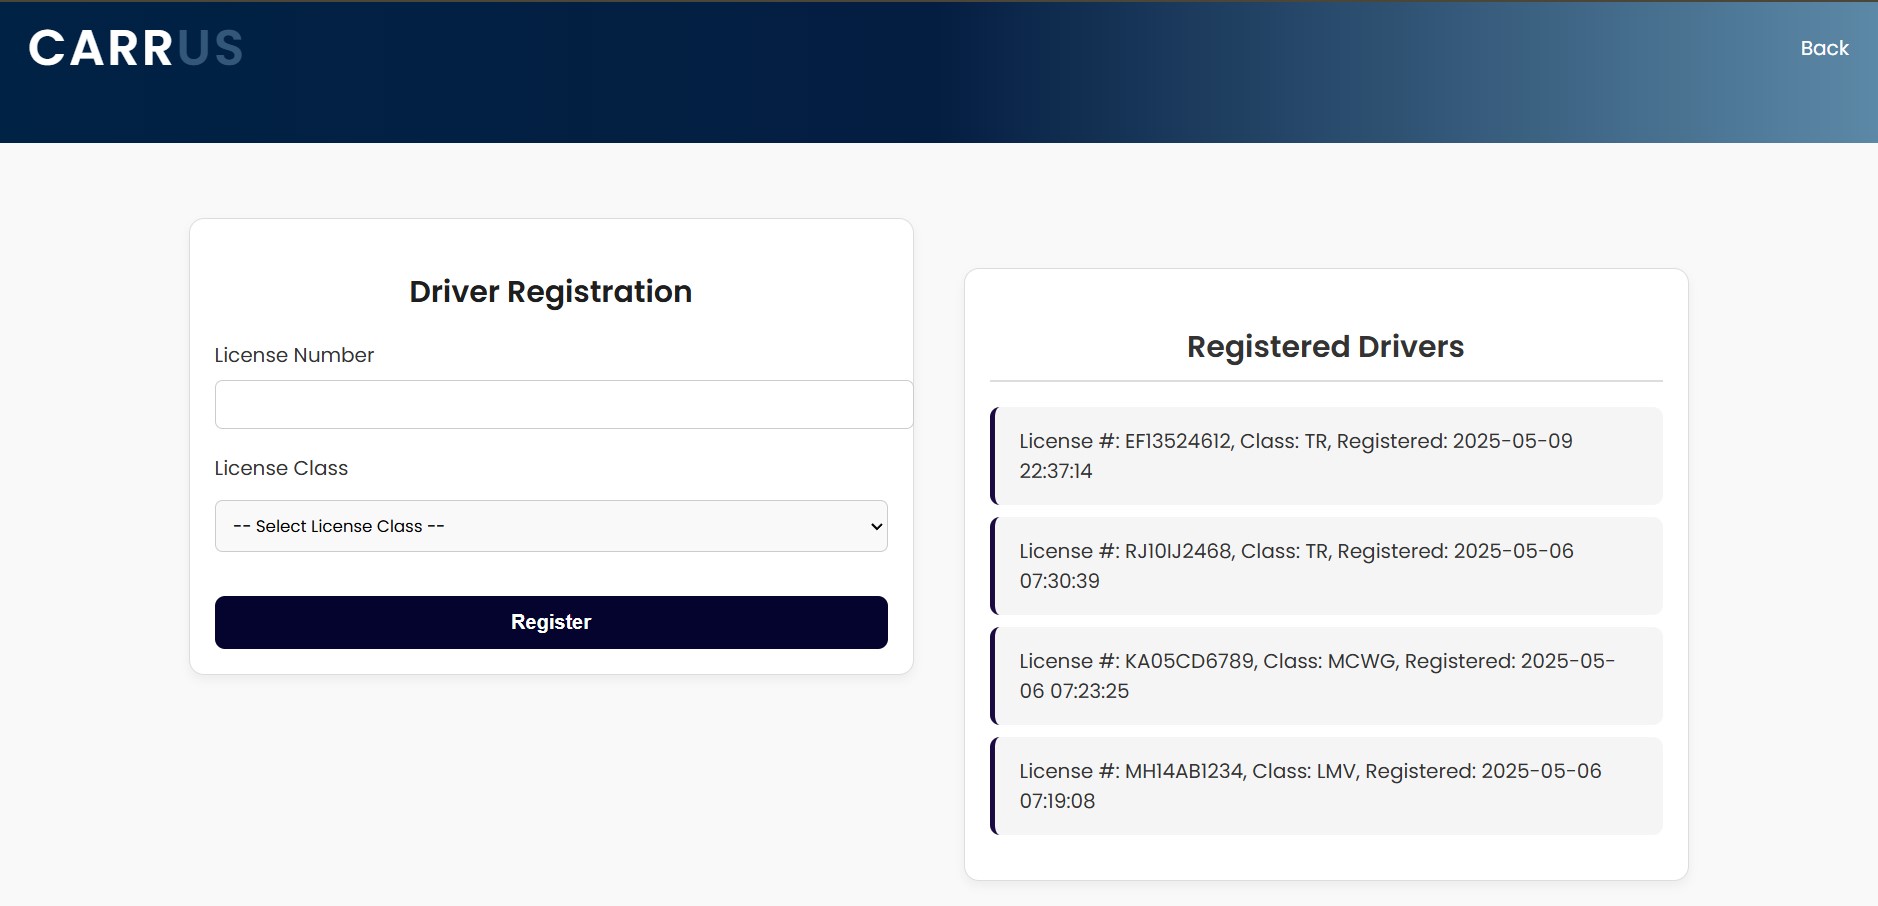 CARRUS
Back
Driver Registration
License Number
License Class
-- Select License Class --
Register
Registered Drivers
License #: EF13524612, Class: TR, Registered: 2025-05-09
22:37:14
License #: RJ10IJ2468, Class: TR, Registered: 2025-05-06
07:30:39
License #: KA05CD6789, Class: MCWG, Registered: 2025-05-
06 07:23:25
License #: MH14AB1234, Class: LMV, Registered: 2025-05-06
07:19:08